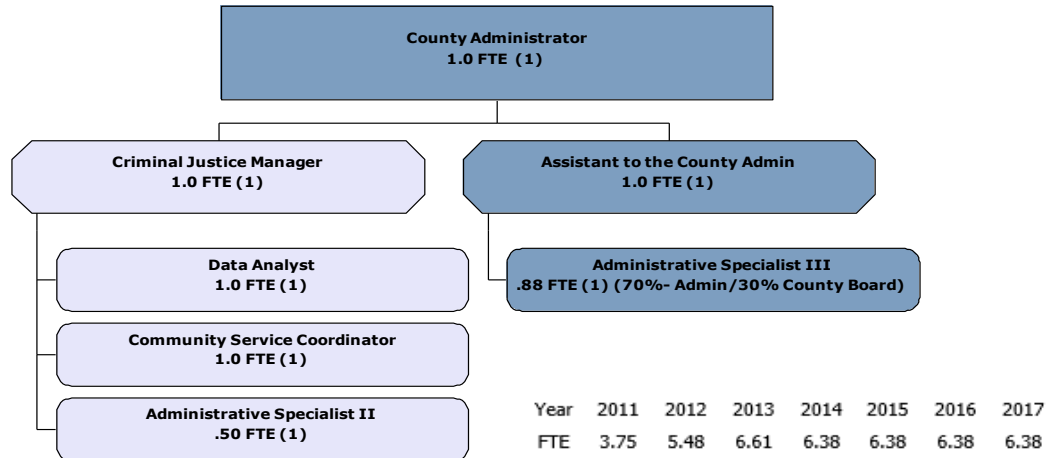 County Administrator
1.0 FTE (1)
Criminal Justice Manager
1.0 FTE (1)
Assistant to the County Admin
1.0 FTE (1)
Data Analyst
1.0 FTE (1)
Administrative Specialist III
.88 FTE (1) (70%- Admin/30% County Board)
Community Service Coordinator
1.0 FTE (1)
Administrative Specialist II
.50 FTE (1)
Year 2011 2012 2013 2014 2015 2016 2017
FTE 3.75 5.48 6.61 6.38 6.38 6.38 6.38